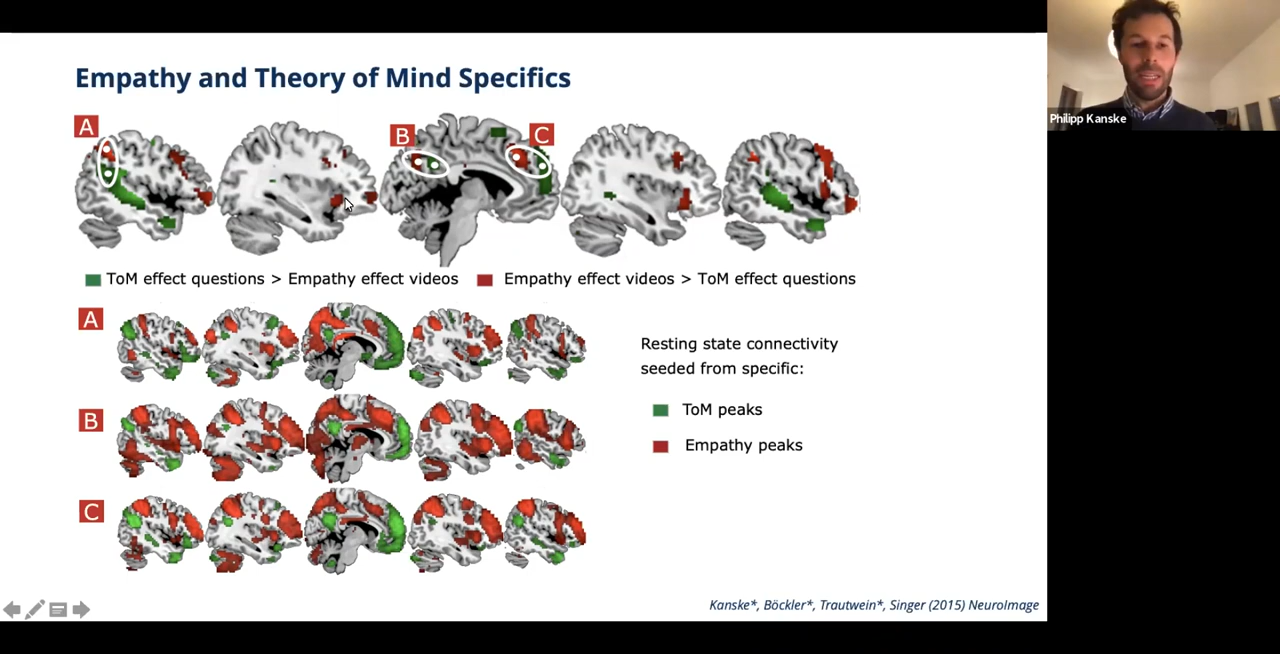 Empathy and Theory of Mind Specifics
A
B
C
ToM effect questions > Empathy effect videos
Empathy effect videos > ToM effect questions
A
B
C
Resting state connectivity
seeded from specific:
ToM peaks
Empathy peaks
Kanske*, Böckler*, Trautwein*, Singer (2015) NeuroImage
Philipp Kanske